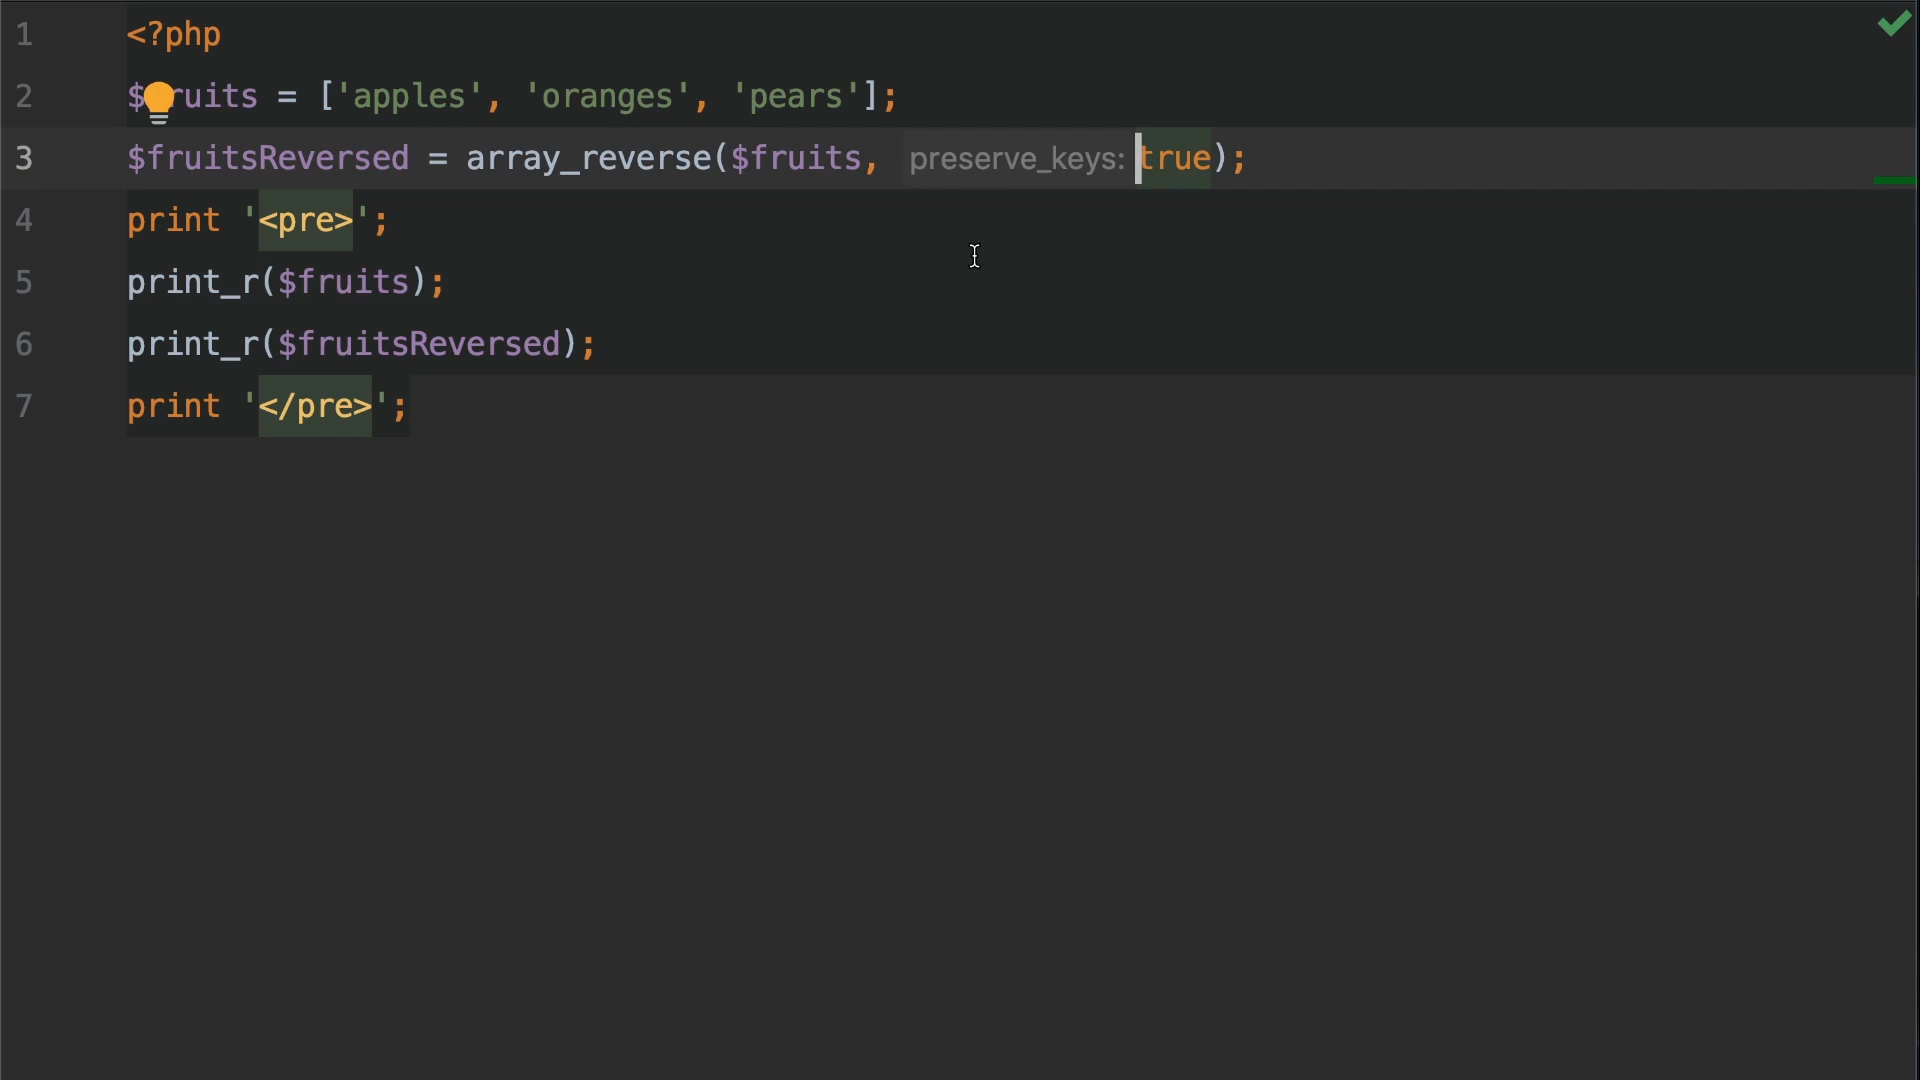 1 <?php
2 $fruits = ['apples', 'oranges', 'pears'];
3 $fruitsReversed = array_reverse($fruits, preserve_keys: true);
4 print '<pre>';
5 print_r($fruits);
6 print_r($fruitsReversed);
7 print '</pre>';